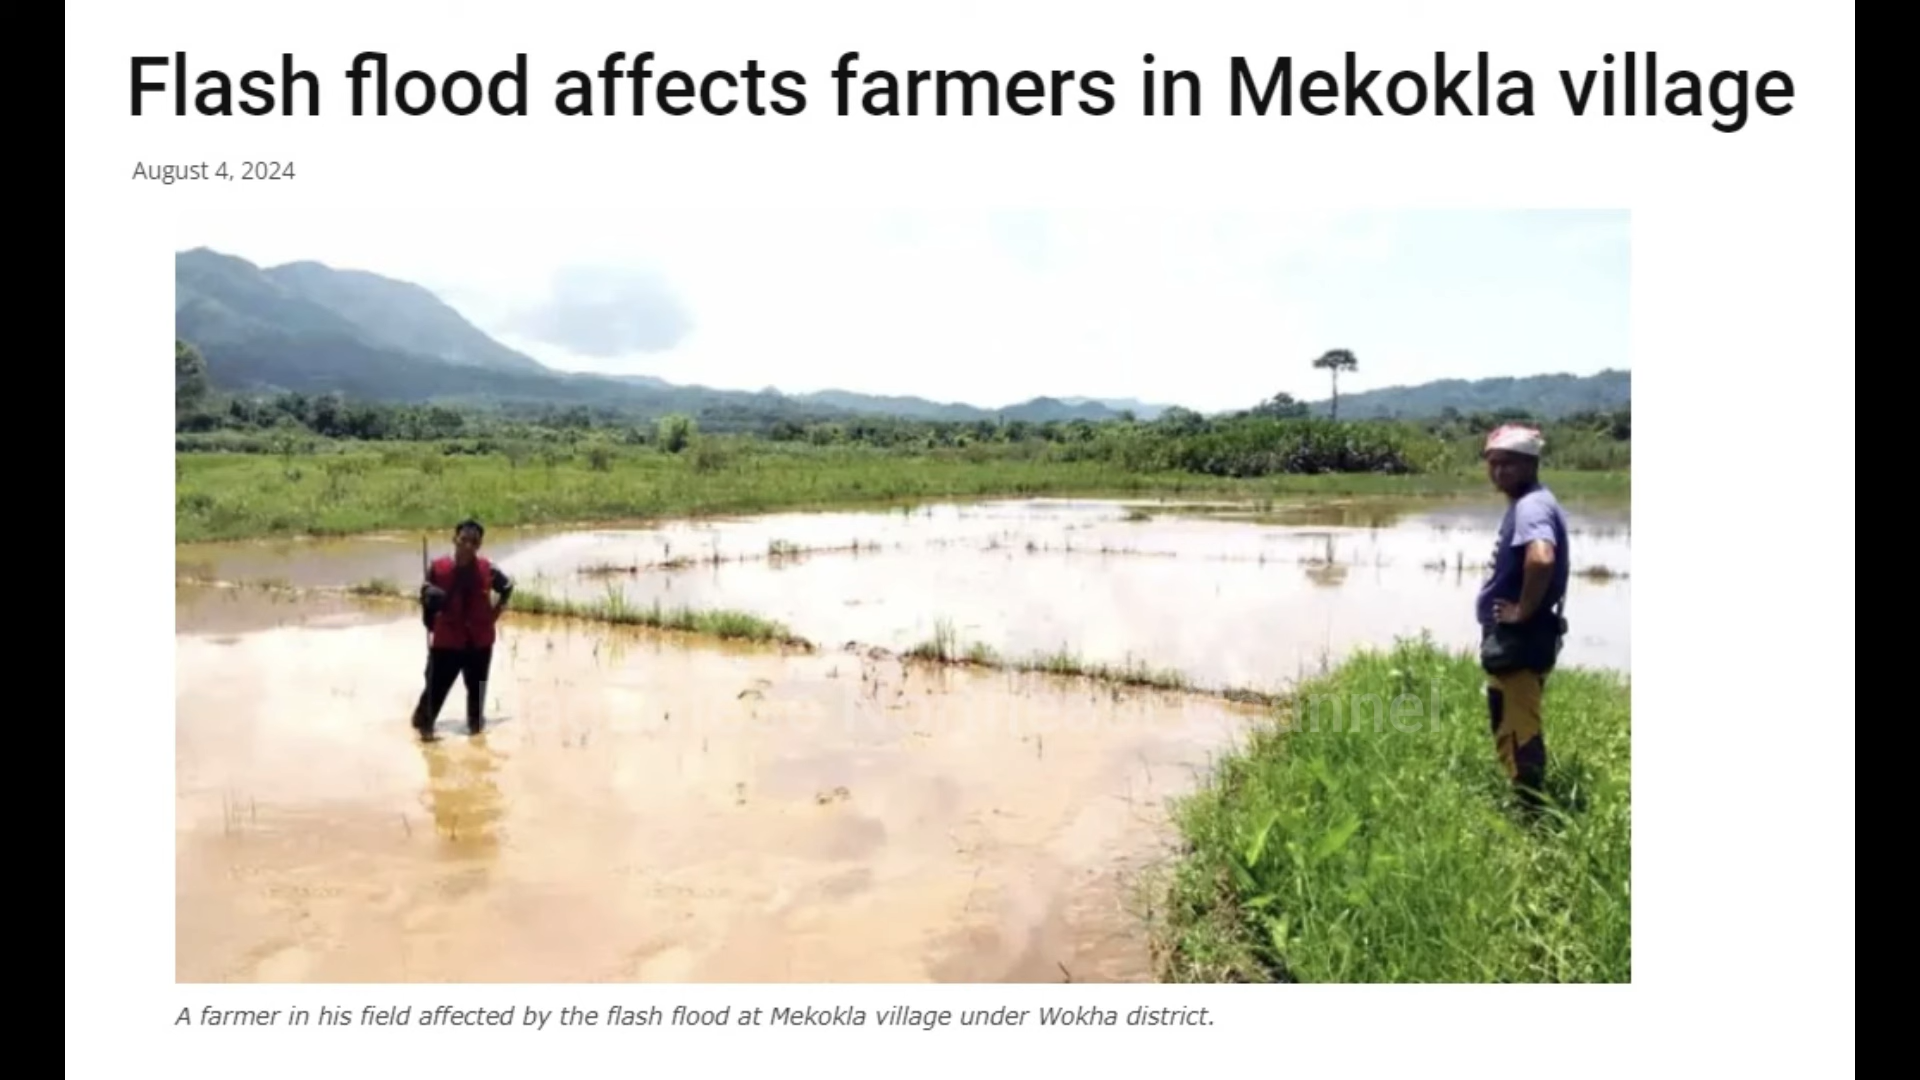 Flash flood affects farmers in Mekokla village
August 4, 2024
A farmer in his field affected by the flash flood at Mekokla village under Wokha district.